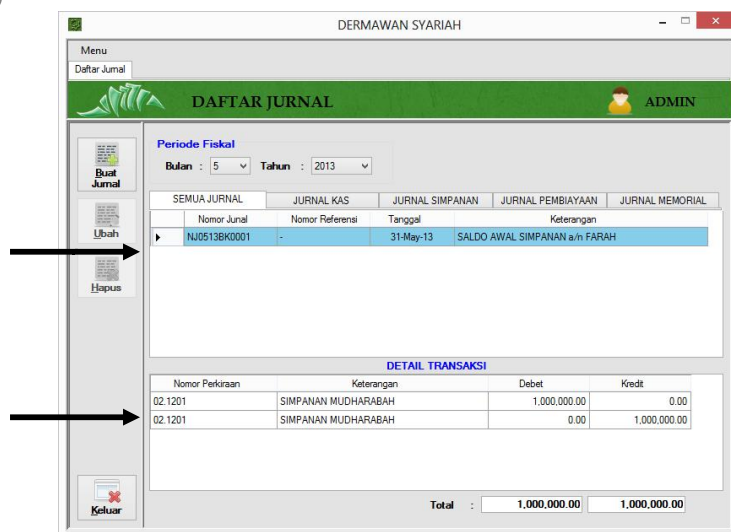 DERMAWAN SYARIAH
Menu
Daftar Jurnal
DAFTAR JURNAL
ADMIN
Buat Jurnal
Ubah
Hapus
Keluar
Periode Fiskal
Bulan : 5 Tahun : 2013
SEMUA JURNAL JURNAL KAS JURNAL SIMPANAN JURNAL PEMBIAYAAN JURNAL MEMORIAL
Nomor Junal Nomor Referensi Tanggal Keterangan
NJ0513BK0001 - 31-May-13 SALDO AWAL SIMPANAN a/n FARAH
DETAIL TRANSAKSI
Nomor Perkiraan Keterangan Debet Kredit
02.1201 SIMPANAN MUDHARABAH 1,000,000.00 0.00
02.1201 SIMPANAN MUDHARABAH 0.00 1,000,000.00
Total : 1,000,000.00 1,000,000.00